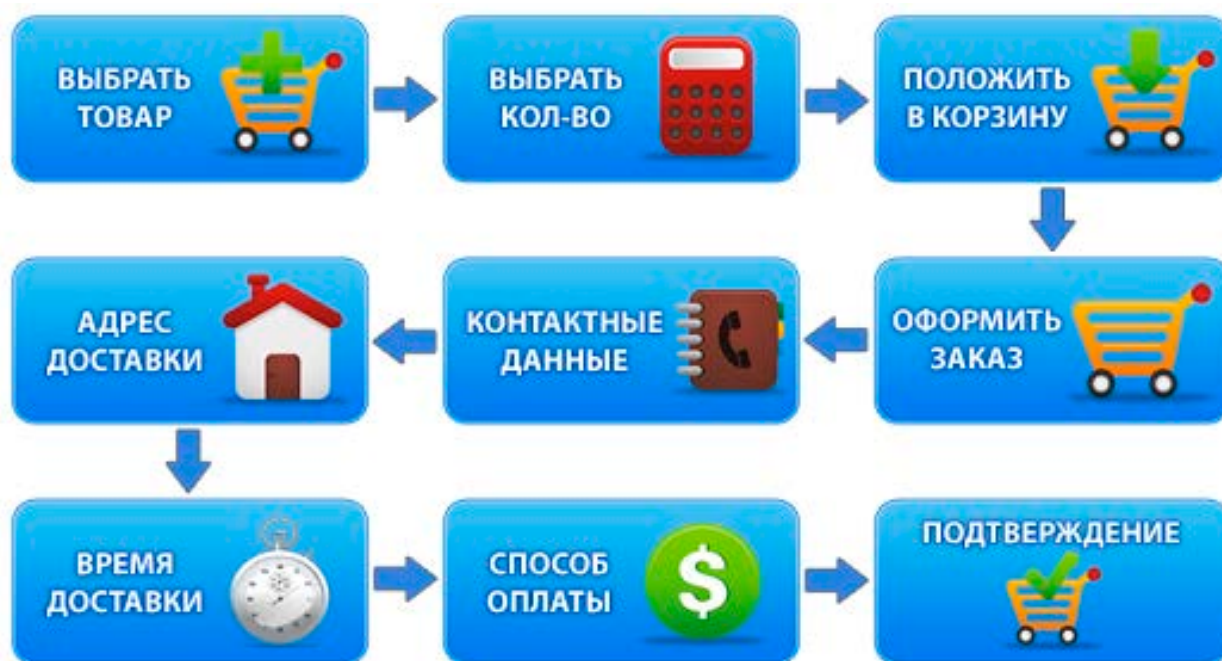 ВЫБРАТЬ
ТОВАР
ВЫБРАТЬ
КОЛ-ВО
ПОЛОЖИТЬ
В КОРЗИНУ
ОФОРМИТЬ
ЗАКАЗ
КОНТАКТНЫЕ
ДАННЫЕ
АДРЕС
ДОСТАВКИ
ВРЕМЯ
ДОСТАВКИ
СПОСОБ
ОПЛАТЫ
$
ПОДТВЕРЖДЕНИЕ